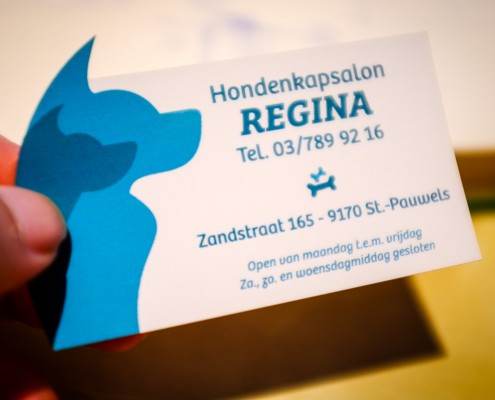 Hondenkapsalon
REGINA
Tel. 03/789 92 16
Zandstraat 165 - 9170 St.-Pauwels
Open van maandag t.e.m. vrijdag
Za., zo. en woensdagmiddag gesloten